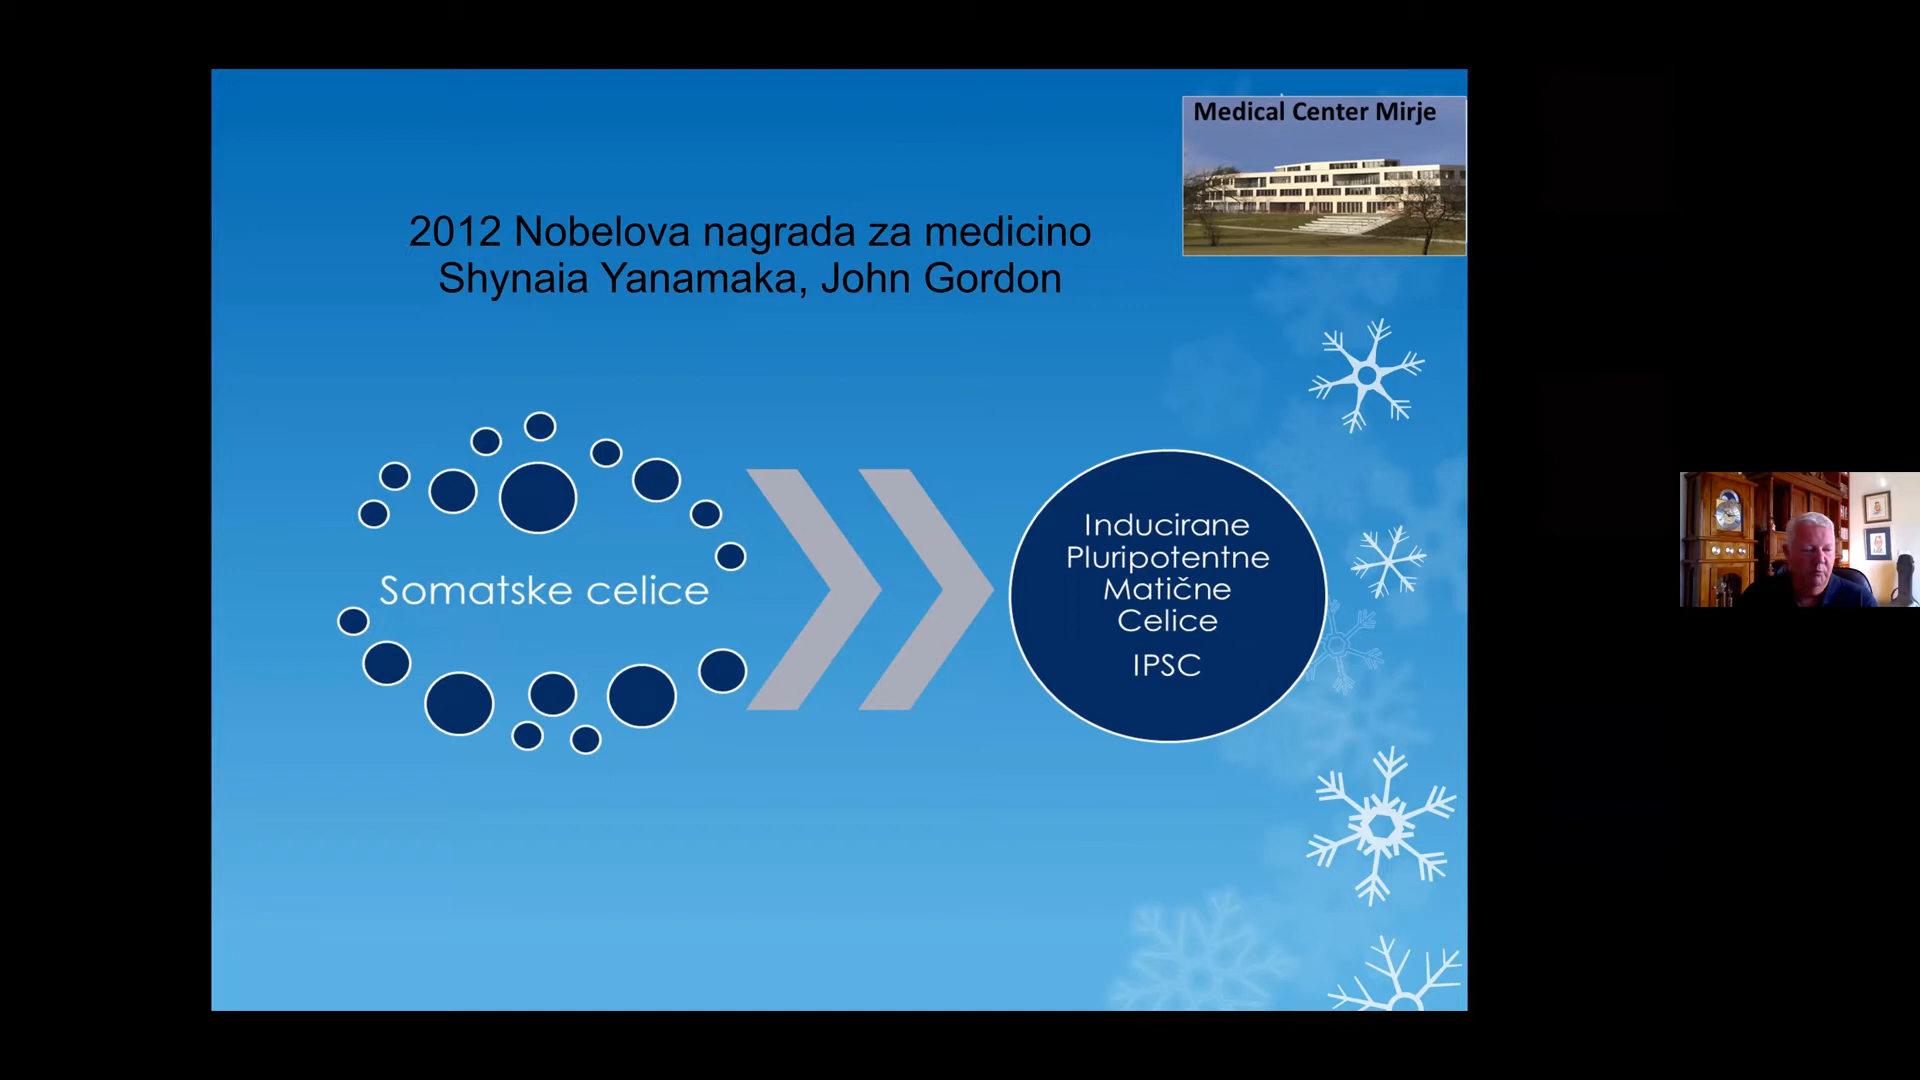 Medical Center Mirje
2012 Nobelova nagrada za medicino
Shynaia Yanamaka, John Gordon
Somatske celice
Inducirane
Pluripotentne
Matične
Celice
IPSC